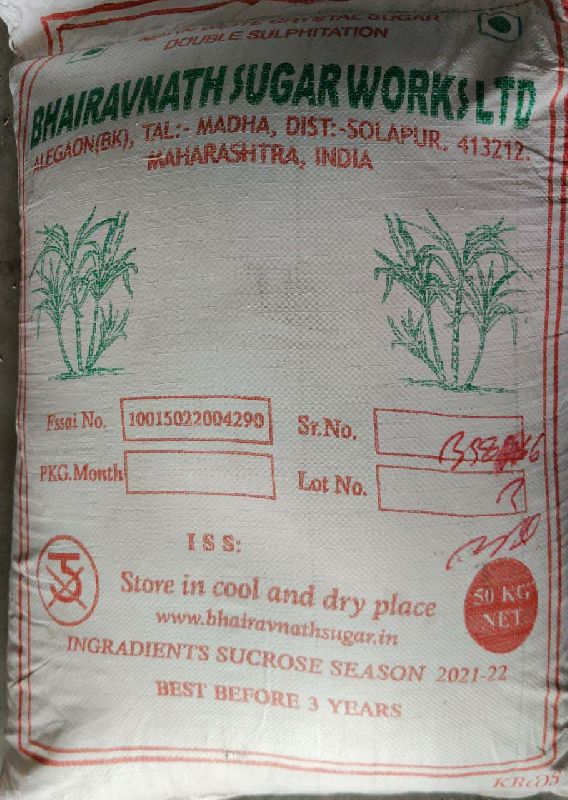 CRYSTAL SUGAR
DOUBLE SULPHITATION
BHAIRAVNATH SUGAR WORKS LTD
ALEGAON(BK), TAL:- MADHA, DIST:-SOLAPUR. 413212.
MAHARASHTRA, INDIA
Fssai No. 10015022004290 Sr.No.
PKG.Month Lot No.
I S S:
Store in cool and dry place
50 KG
NET
www.bhairavnathsugar.in
INGRADIENTS SUCROSE SEASON 2021-22
BEST BEFORE 3 YEARS